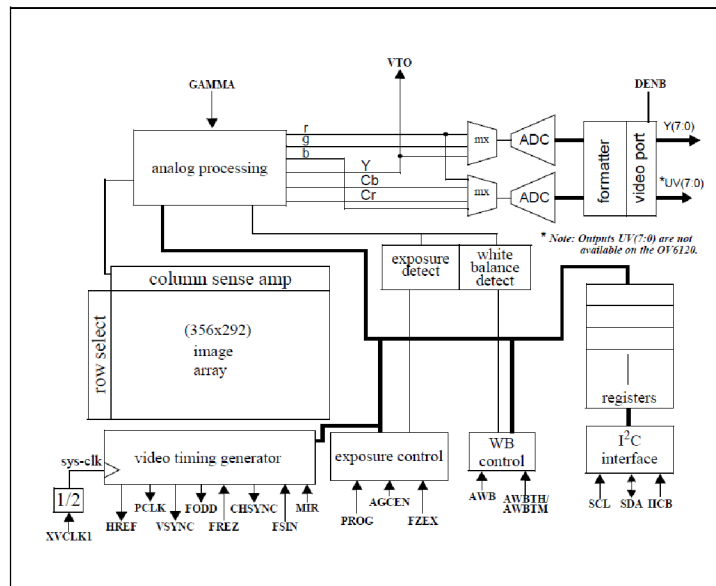 VTO
GAMMA
DENB
r
g
b
Y
Cb
Cr
analog processing
mx
ADC
mx
ADC
formatter
video port
Y(7:0)
*UV(7:0)
* Note: Outputs UV(7:0) are not
available on the OV6120.
exposure
detect
white
balance
detect
column sense amp
row select
(356x292)
image
array
registers
sys-clk
video timing generator
exposure control
WB
control
I²C
interface
1/2
XVCLK1
HREF
PCLK
VSYNC
FODD
FREZ
CHSYNC
FSIN
MIR
PROG
AGCEN
FZEX
AWB
AWBTH/
AWBTM
SCL
SDA
IICB